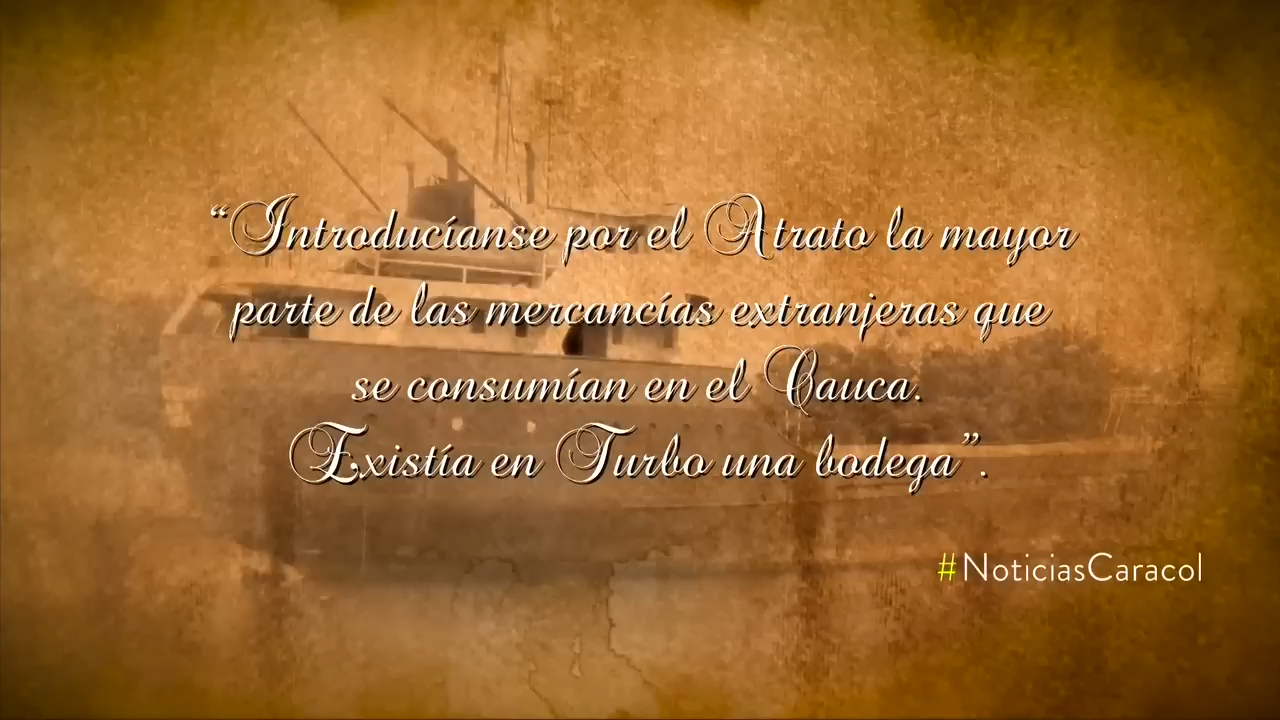 “Introducíanse por el Atrato la mayor
parte de las mercancías extranjeras que
se consumían en el Cauca.
Existía en Turbo una bodega”.
#NoticiasCaracol